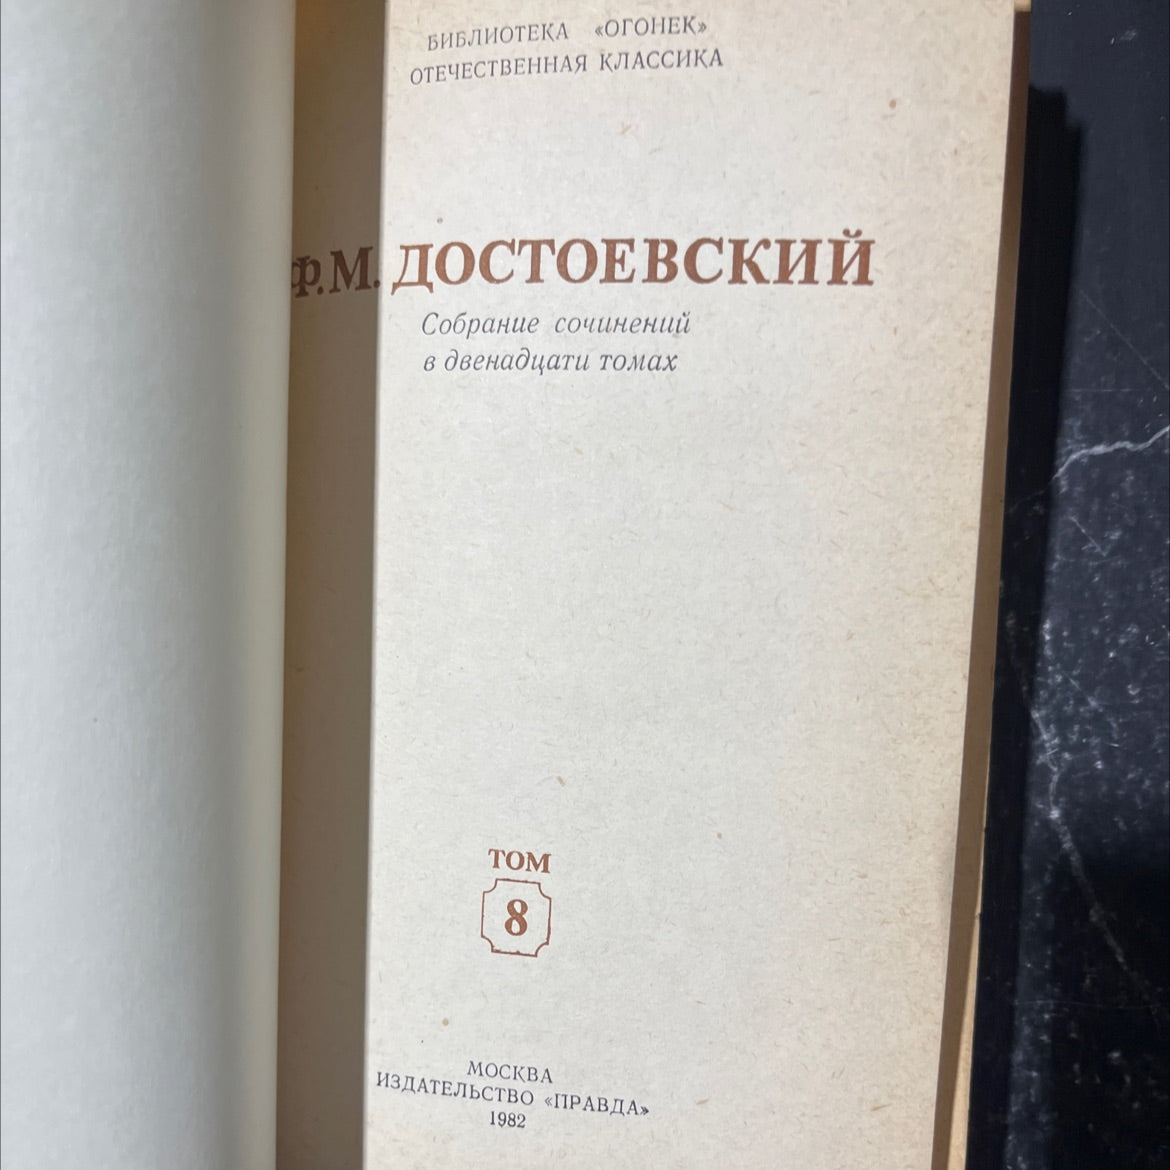 БИБЛИОТЕКА «ОГОНЕК»
ОТЕЧЕСТВЕННАЯ КЛАССИКА
Ф.М. ДОСТОЕВСКИЙ
Собрание сочинений
в двенадцати томах
ТОМ
8
МОСКВА
ИЗДАТЕЛЬСТВО «ПРАВДА»
1982